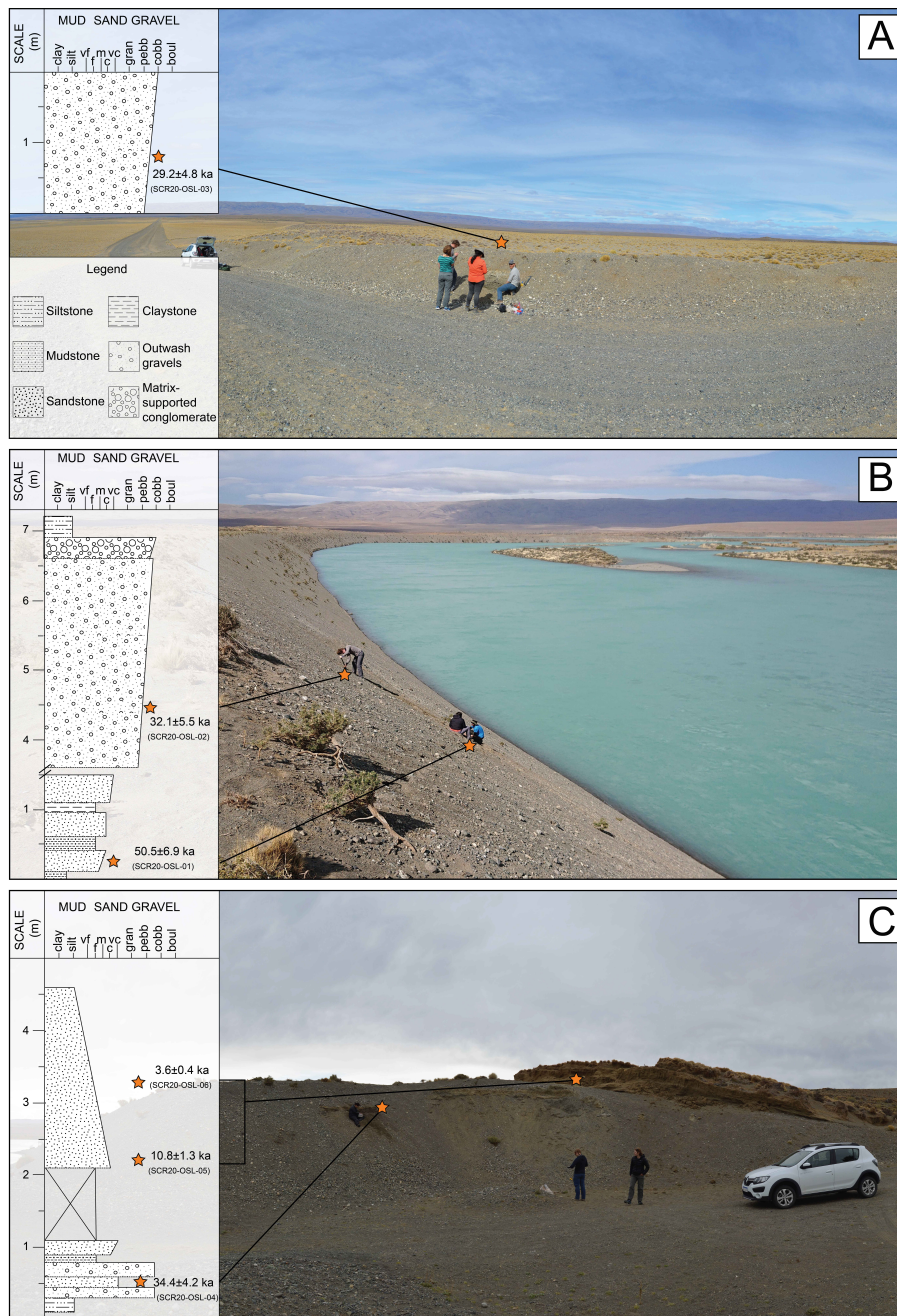 A
SCALE
(m)
MUD SAND GRAVEL
clay
silt
vf
f
m
c
vc
gran
pebb
cobb
boul
1
29.2±4.8 ka
(SCR20-OSL-03)
Legend
Siltstone
Claystone
Mudstone
Outwash
gravels
Sandstone
Matrix-
supported
conglomerate
B
SCALE
(m)
MUD SAND GRAVEL
clay
silt
vf
f
m
c
vc
gran
pebb
cobb
boul
7
6
5
32.1±5.5 ka
(SCR20-OSL-02)
4
1
50.5±6.9 ka
(SCR20-OSL-01)
C
SCALE
(m)
MUD SAND GRAVEL
clay
silt
vf
f
m
c
vc
gran
pebb
cobb
boul
4
3.6±0.4 ka
(SCR20-OSL-06)
3
10.8±1.3 ka
(SCR20-OSL-05)
2
1
34.4±4.2 ka
(SCR20-OSL-04)